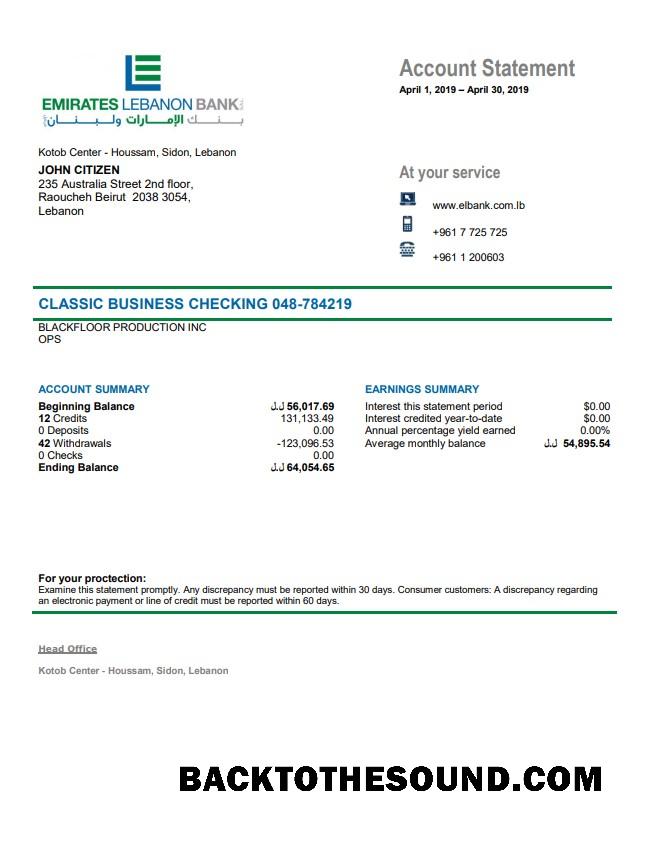 Account Statement
April 1, 2019 – April 30, 2019
EMIRATES LEBANON BANK
بـنــــك الإمــــارات ولــبــنــــان
Kotob Center - Houssam, Sidon, Lebanon
JOHN CITIZEN
235 Australia Street 2nd floor,
Raoucheh Beirut 2038 3054,
Lebanon
At your service
www.elbank.com.lb
+961 7 725 725
+961 1 200603
CLASSIC BUSINESS CHECKING 048-784219
BLACKFLOOR PRODUCTION INC
OPS
ACCOUNT SUMMARY
Beginning Balance ل.ل 56,017.69
12 Credits 131,133.49
0 Deposits 0.00
42 Withdrawals -123,096.53
0 Checks 0.00
Ending Balance ل.ل 64,054.65
EARNINGS SUMMARY
Interest this statement period $0.00
Interest credited year-to-date $0.00
Annual percentage yield earned 0.00%
Average monthly balance ل.ل 54,895.54
For your proctection:
Examine this statement promptly. Any discrepancy must be reported within 30 days. Consumer customers: A discrepancy regarding
an electronic payment or line of credit must be reported within 60 days.
Head Office
Kotob Center - Houssam, Sidon, Lebanon
BACKTOTHESOUND.COM